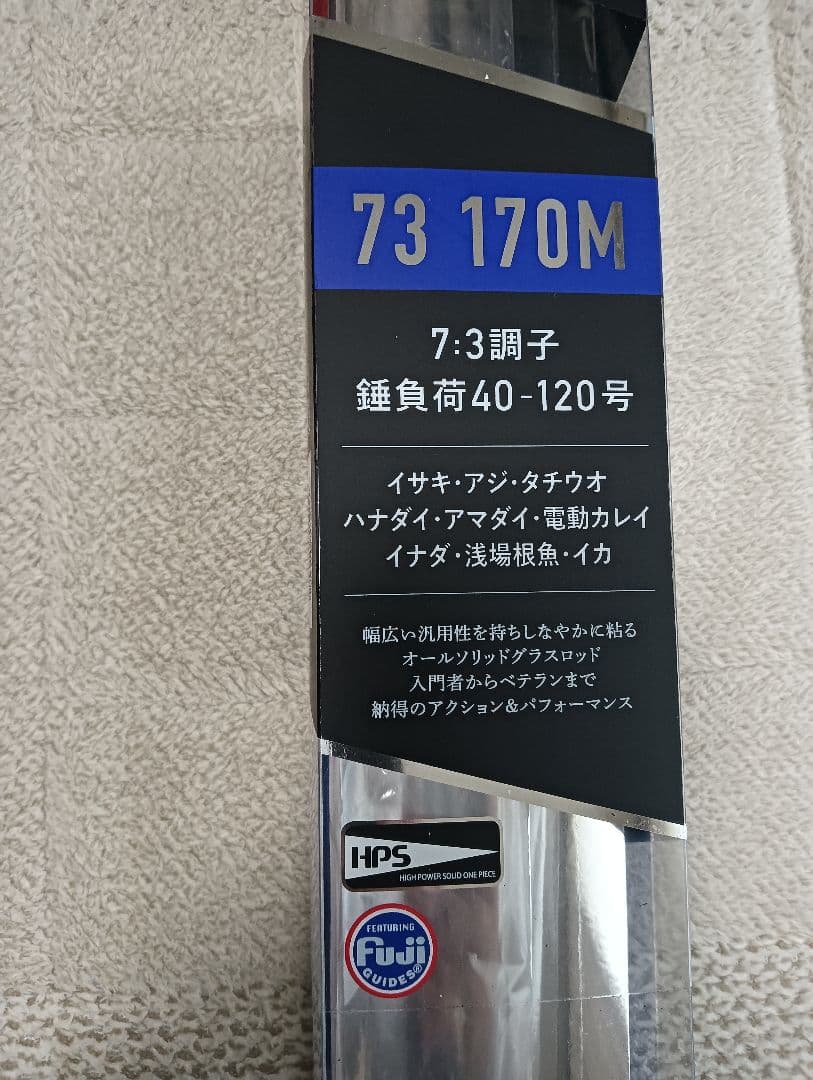 73 170M
7:3調子
錘負荷40-120号
イサキ・アジ・タチウオ
ハナダイ・アマダイ・電動カレイ
イナダ・浅場根魚・イカ
幅広い汎用性を持ちしなやかに粘る
オールソリッドグラスロッド
入門者からベテランまで
納得のアクション&パフォーマンス
HPS
HIGH POWER SOLID ONE PIECE
FEATURING
Fuji
GUIDES®